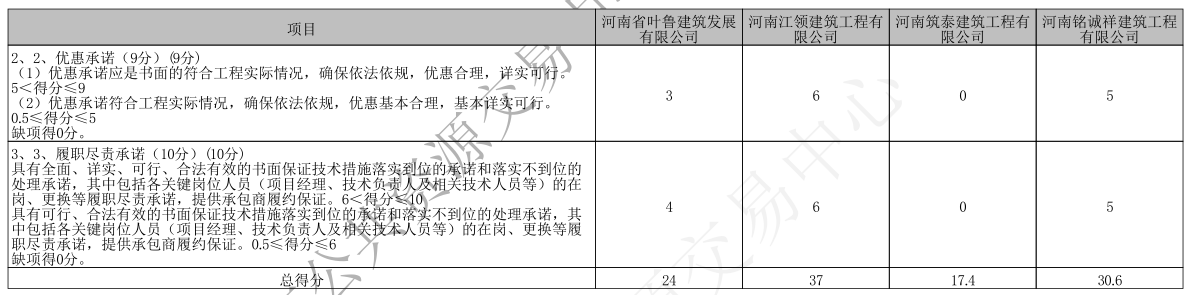 项目
河南省叶鲁建筑发展有限公司
河南江领建筑工程有限公司
河南筑泰建筑工程有限公司
河南铭诚祥建筑工程有限公司
2、2、优惠承诺（9分）(9分)
（1）优惠承诺应是书面的符合工程实际情况，确保依法依规，优惠合理，详实可行。
5＜得分≤9
（2）优惠承诺符合工程实际情况，确保依法依规，优惠基本合理，基本详实可行。
0.5≤得分≤5
缺项得0分。
3
6
0
5
3、3、履职尽责承诺（10分）(10分)
具有全面、详实、可行、合法有效的书面保证技术措施落实到位的承诺和落实不到位的
处理承诺，其中包括各关键岗位人员（项目经理、技术负责人及相关技术人员等）的在
岗、更换等履职尽责承诺，提供承包商履约保证。6＜得分≤10
具有可行、合法有效的书面保证技术措施落实到位的承诺和落实不到位的处理承诺，其
中包括各关键岗位人员（项目经理、技术负责人及相关技术人员等）的在岗、更换等履
职尽责承诺，提供承包商履约保证。0.5≤得分≤6
缺项得0分。
4
6
0
5
总得分
24
37
17.4
30.6
公共资源交易中
源交易中心